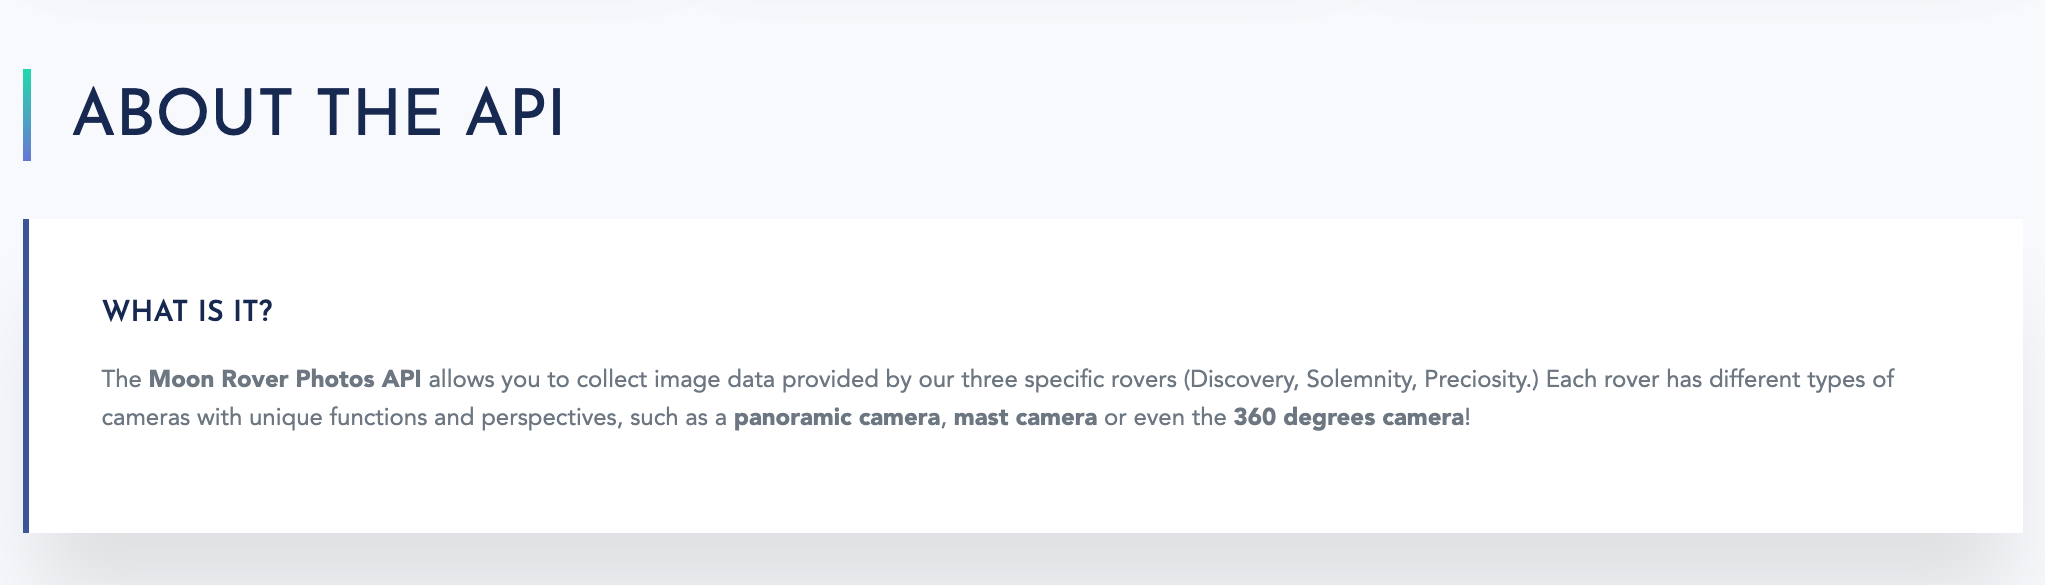 ABOUT THE API
WHAT IS IT?
The Moon Rover Photos API allows you to collect image data provided by our three specific rovers (Discovery, Solemnity, Preciosity.) Each rover has different types of
cameras with unique functions and perspectives, such as a panoramic camera, mast camera or even the 360 degrees camera!